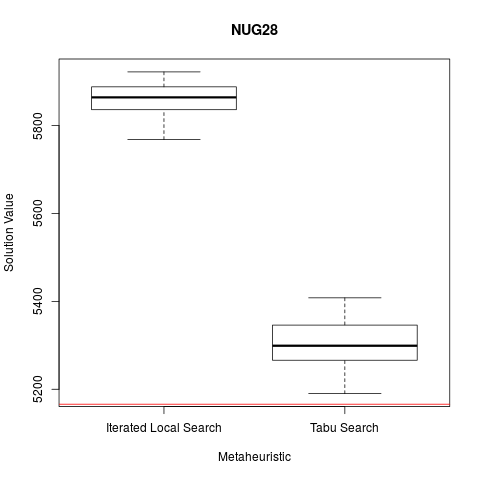 NUG28
Solution Value
5800
5600
5400
5200
Iterated Local Search
Tabu Search
Metaheuristic